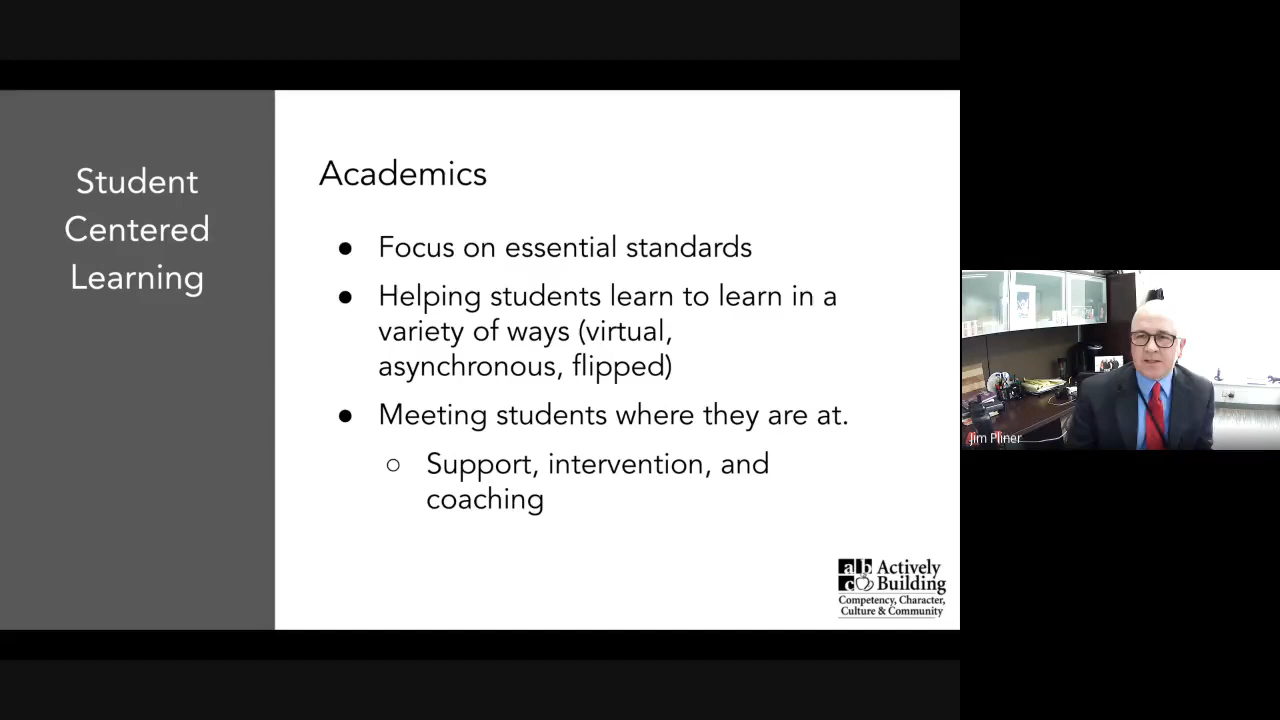 Student
Centered
Learning
Academics
● Focus on essential standards
● Helping students learn to learn in a
variety of ways (virtual,
asynchronous, flipped)
● Meeting students where they are at.
○ Support, intervention, and
coaching
a b Actively
c Building
Competency, Character,
Culture & Community
Jim Pliner